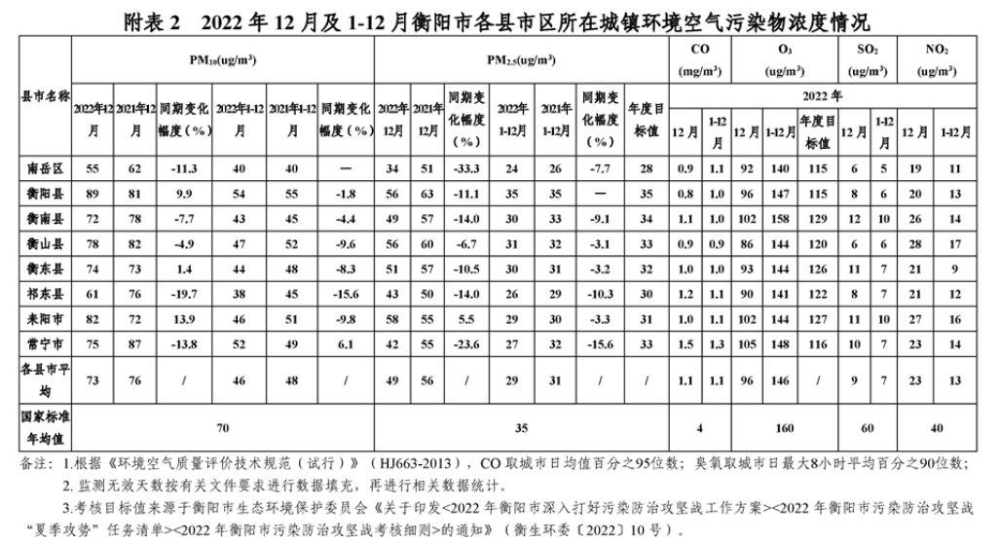 附表 2 2022 年 12 月及 1-12 月衡阳市各县市区所在城镇环境空气污染物浓度情况
县市名称 PM10(ug/m³) PM2.5(ug/m³) CO (mg/m³) O3 (ug/m³) SO2 (ug/m³) NO2 (ug/m³)
2022年12月 2021年12月 同期变化幅度(%) 2022年1-12月 2021年1-12月 同期变化幅度(%) 2022年12月 2021年12月 同期变化幅度(%) 2022年1-12月 2021年1-12月 同期变化幅度(%) 年度目标值 2022 年
12 月 1-12月 12 月 1-12月 年度目标值 12 月 1-12月 12 月 1-12月
南岳区 55 62 -11.3 40 40 — 34 51 -33.3 24 26 -7.7 28 0.9 1.1 92 140 115 6 5 19 11
衡阳县 89 81 9.9 54 55 -1.8 56 63 -11.1 35 35 — 35 0.8 1.0 96 147 115 8 6 20 13
衡南县 72 78 -7.7 43 45 -4.4 49 57 -14.0 30 33 -9.1 34 1.1 1.0 102 158 129 12 10 26 14
衡山县 78 82 -4.9 47 52 -9.6 56 60 -6.7 31 32 -3.1 33 0.9 0.9 86 144 120 6 6 28 17
衡东县 74 73 1.4 44 48 -8.3 51 57 -10.5 30 31 -3.2 32 1.0 1.0 93 144 126 11 7 21 9
祁东县 61 76 -19.7 38 45 -15.6 43 50 -14.0 26 29 -10.3 30 1.2 1.1 90 141 122 8 7 21 12
耒阳市 82 72 13.9 46 51 -9.8 58 55 5.5 29 30 -3.3 31 1.0 1.1 102 144 127 11 10 27 16
常宁市 75 87 -13.8 52 49 6.1 42 55 -23.6 27 32 -15.6 33 1.5 1.3 105 148 116 10 7 23 14
各县市平均 73 76 / 46 48 / 49 56 / 29 31 / / 1.1 1.1 96 146 / 9 7 23 13
国家标准年均值 70 35 4 160 60 40
备注：1.根据《环境空气质量评价技术规范（试行）》（HJ663-2013），CO 取城市日均值百分之95位数；臭氧取城市日最大8小时平均百分之90位数；
2. 监测无效天数按有关文件要求进行数据填充，再进行相关数据统计。
3.考核目标值来源于衡阳市生态环境保护委员会《关于印发<2022 年衡阳市深入打好污染防治攻坚战工作方案><2022 年衡阳市污染防治攻坚战
“夏季攻势”任务清单><2022 年衡阳市污染防治攻坚战考核细则>的通知》（衡生环委〔2022〕10 号）。